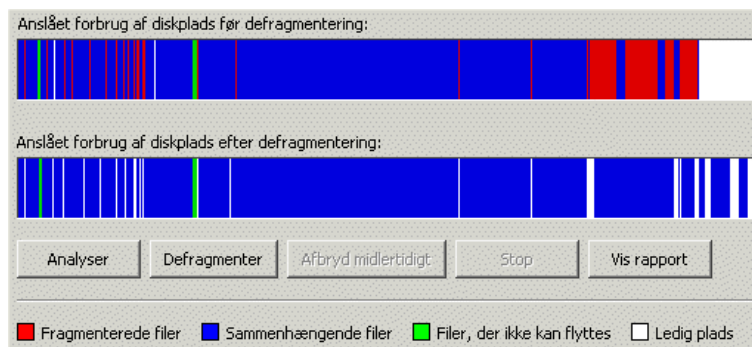 Anslået forbrug af diskplads før defragmentering:
Anslået forbrug af diskplads efter defragmentering:
Analyser Defragmenter Afbryd midlertidigt Stop Vis rapport
Fragmenterede filer Sammenhængende filer Filer, der ikke kan flyttes Ledig plads